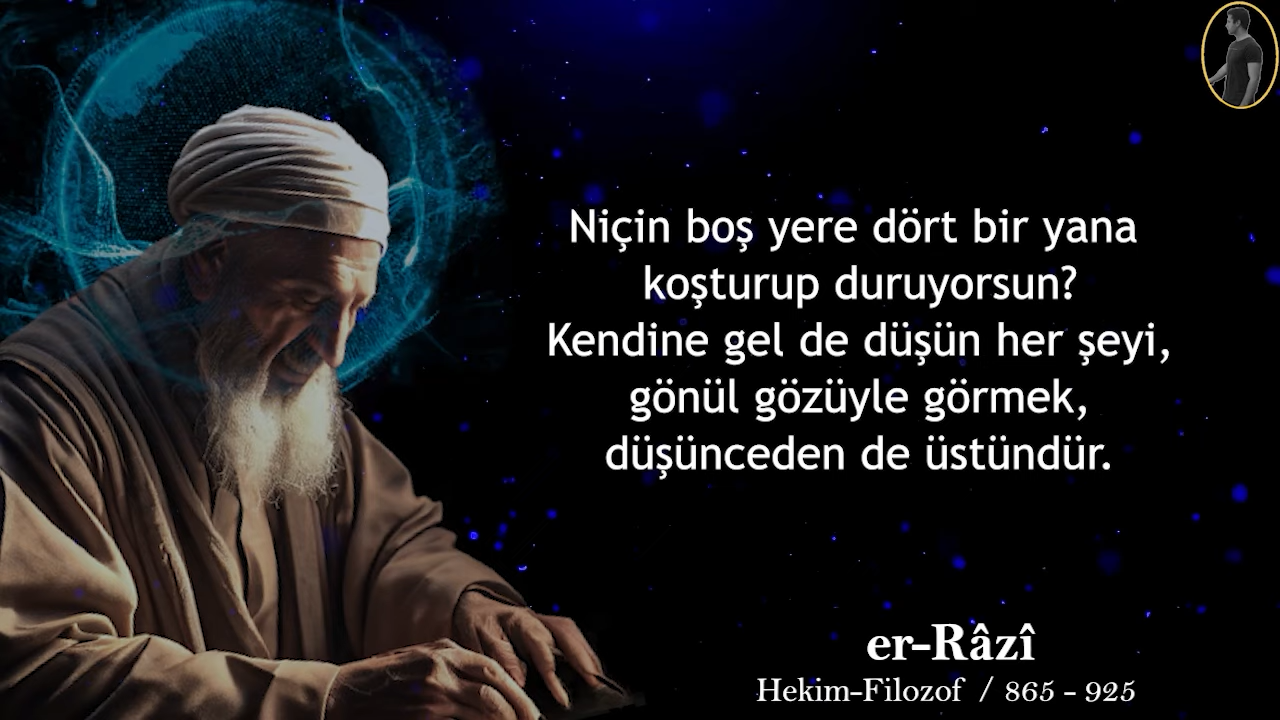 Niçin boş yere dört bir yana
koşturup duruyorsun?
Kendine gel de düşün her şeyi,
gönül gözüyle görmek,
düşünceden de üstündür.
er-Râzî
Hekim-Filozof / 865 - 925